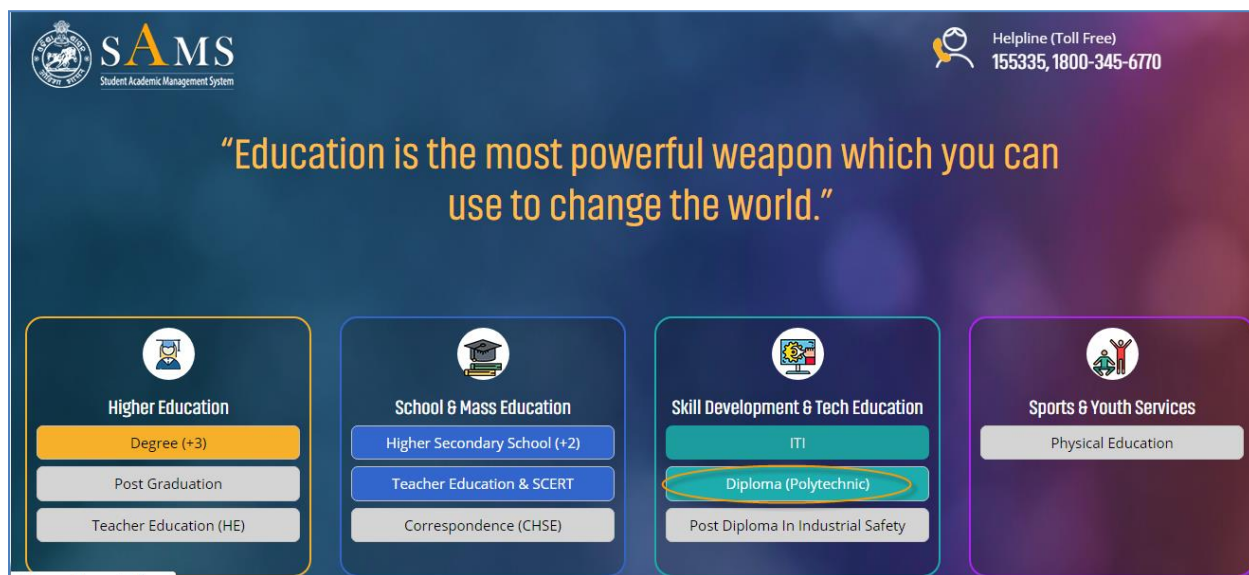 SAMS
Student Academic Management System
Helpline (Toll Free)
155335, 1800-345-6770
“Education is the most powerful weapon which you can
use to change the world.”
Higher Education
Degree (+3)
Post Graduation
Teacher Education (HE)
School & Mass Education
Higher Secondary School (+2)
Teacher Education & SCERT
Correspondence (CHSE)
Skill Development & Tech Education
ITI
Diploma (Polytechnic)
Post Diploma In Industrial Safety
Sports & Youth Services
Physical Education